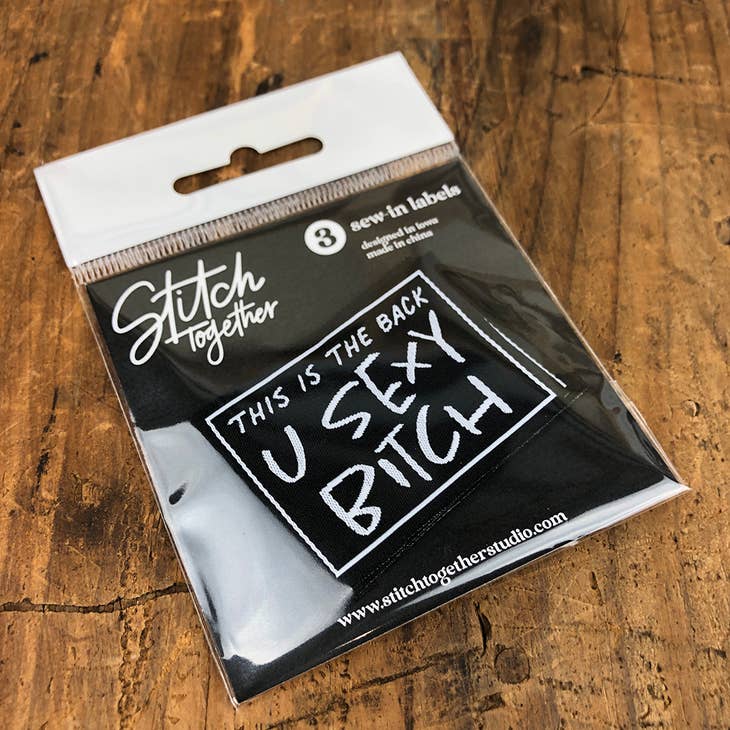 Stitch
Together
3
sew-in labels
designed in iowa
made in china
THIS IS THE BACK
U SEXY
BITCH
www.stitchtogetherstudio.com